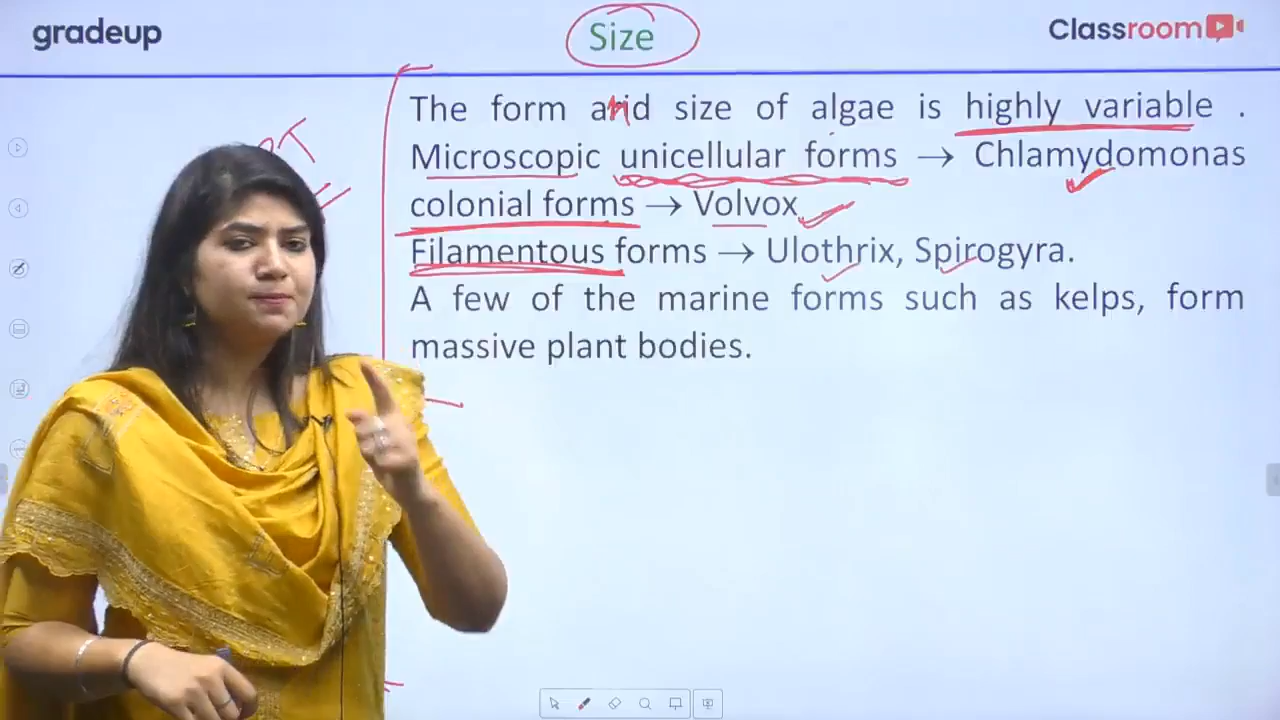 gradeup
Size
Classroom
The form and size of algae is highly variable .
Microscopic unicellular forms → Chlamydomonas
colonial forms → Volvox
Filamentous forms → Ulothrix, Spirogyra.
A few of the marine forms such as kelps, form
massive plant bodies.